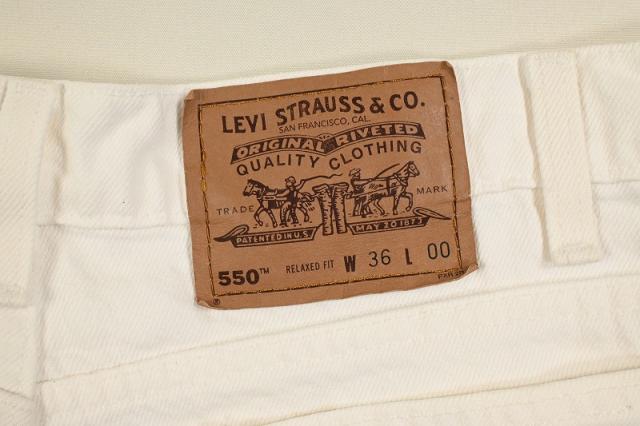 LEVI STRAUSS & CO.
SAN FRANCISCO, CAL.
ORIGINAL RIVETED
QUALITY CLOTHING
TRADE MARK
PATENTED IN U.S. MAY 20 1873
550™ RELAXED FIT W 36 L 00
®